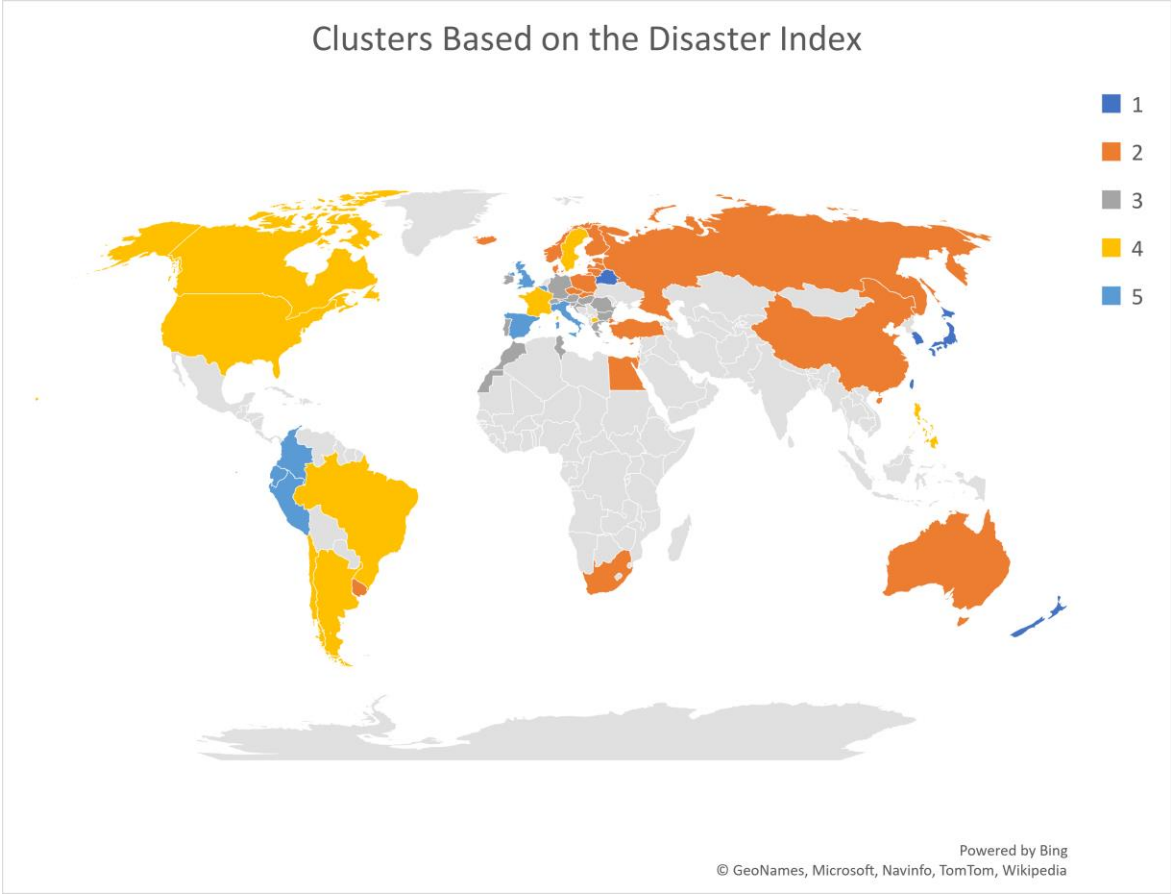 Clusters Based on the Disaster Index
1
2
3
4
5
Powered by Bing
© GeoNames, Microsoft, Navinfo, TomTom, Wikipedia